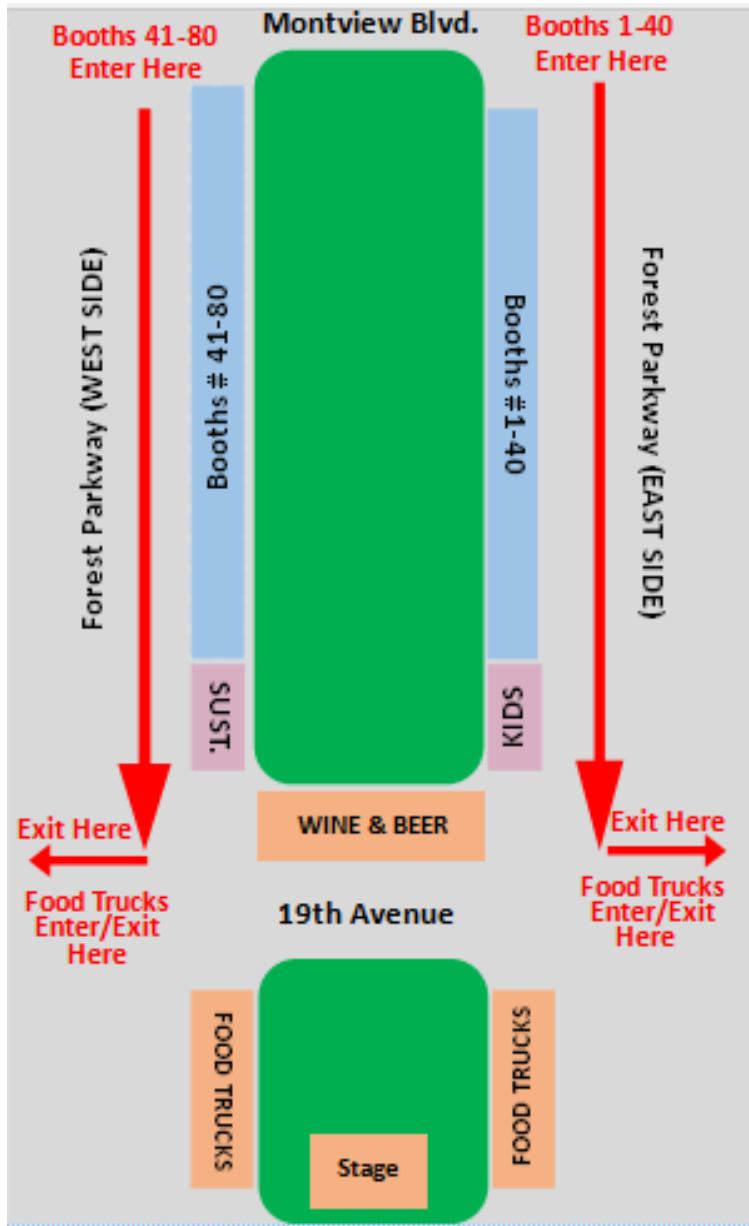 Booths 41-80
Enter Here
Montview Blvd.
Booths 1-40
Enter Here
Forest Parkway (WEST SIDE)
Booths # 41-80
Booths #1-40
Forest Parkway (EAST SIDE)
SUST.
KIDS
WINE & BEER
Exit Here
Exit Here
Food Trucks
Enter/Exit
Here
19th Avenue
Food Trucks
Enter/Exit
Here
FOOD TRUCKS
FOOD TRUCKS
Stage